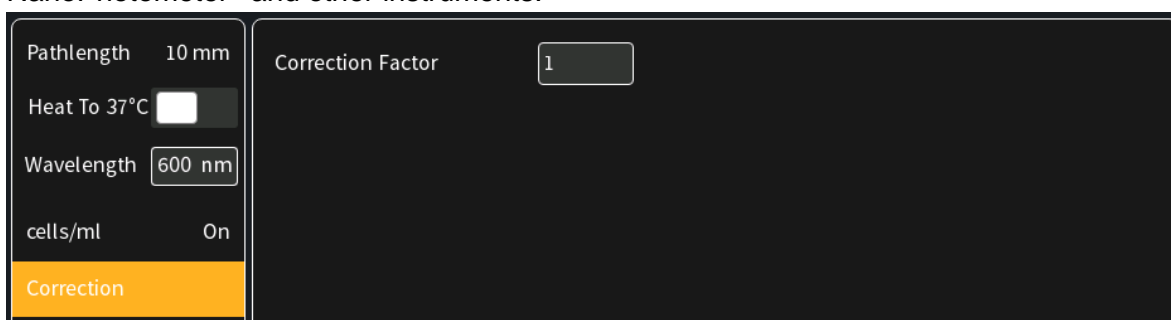 Pathlength 10 mm
Correction Factor 1
Heat To 37°C
Wavelength 600 nm
cells/ml On
Correction